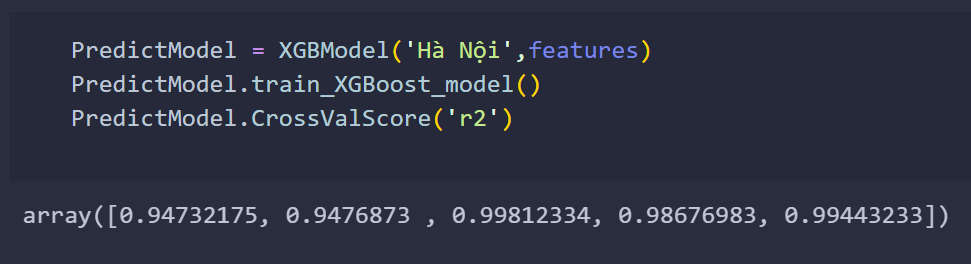 PredictModel = XGBModel('Hà Nội',features)
PredictModel.train_XGBoost_model()
PredictModel.CrossValScore('r2')
array([0.94732175, 0.9476873 , 0.99812334, 0.98676983, 0.99443233])